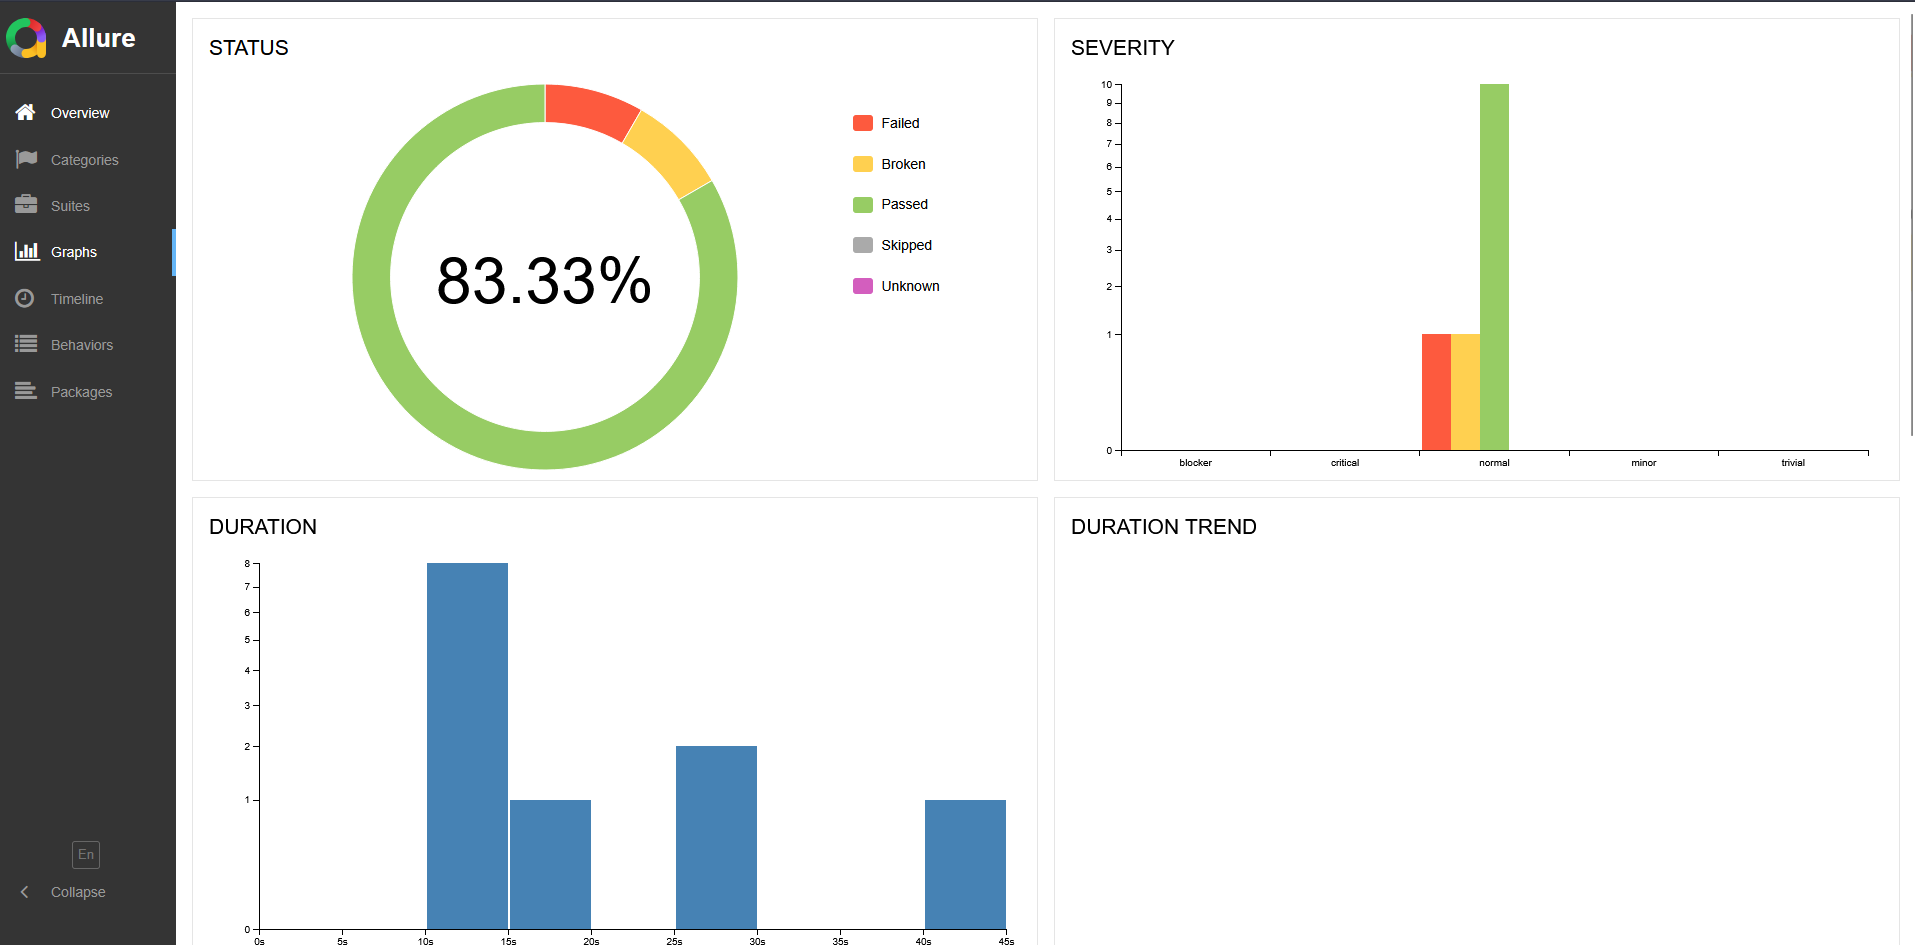 Allure
Overview
Categories
Suites
Graphs
Timeline
Behaviors
Packages
En
Collapse
STATUS
83.33%
Failed
Broken
Passed
Skipped
Unknown
SEVERITY
10
9
8
7
6
5
4
3
2
1
0
blocker critical normal minor trivial
DURATION
8
7
6
5
4
3
2
1
0
0s 5s 10s 15s 20s 25s 30s 35s 40s 45s
DURATION TREND